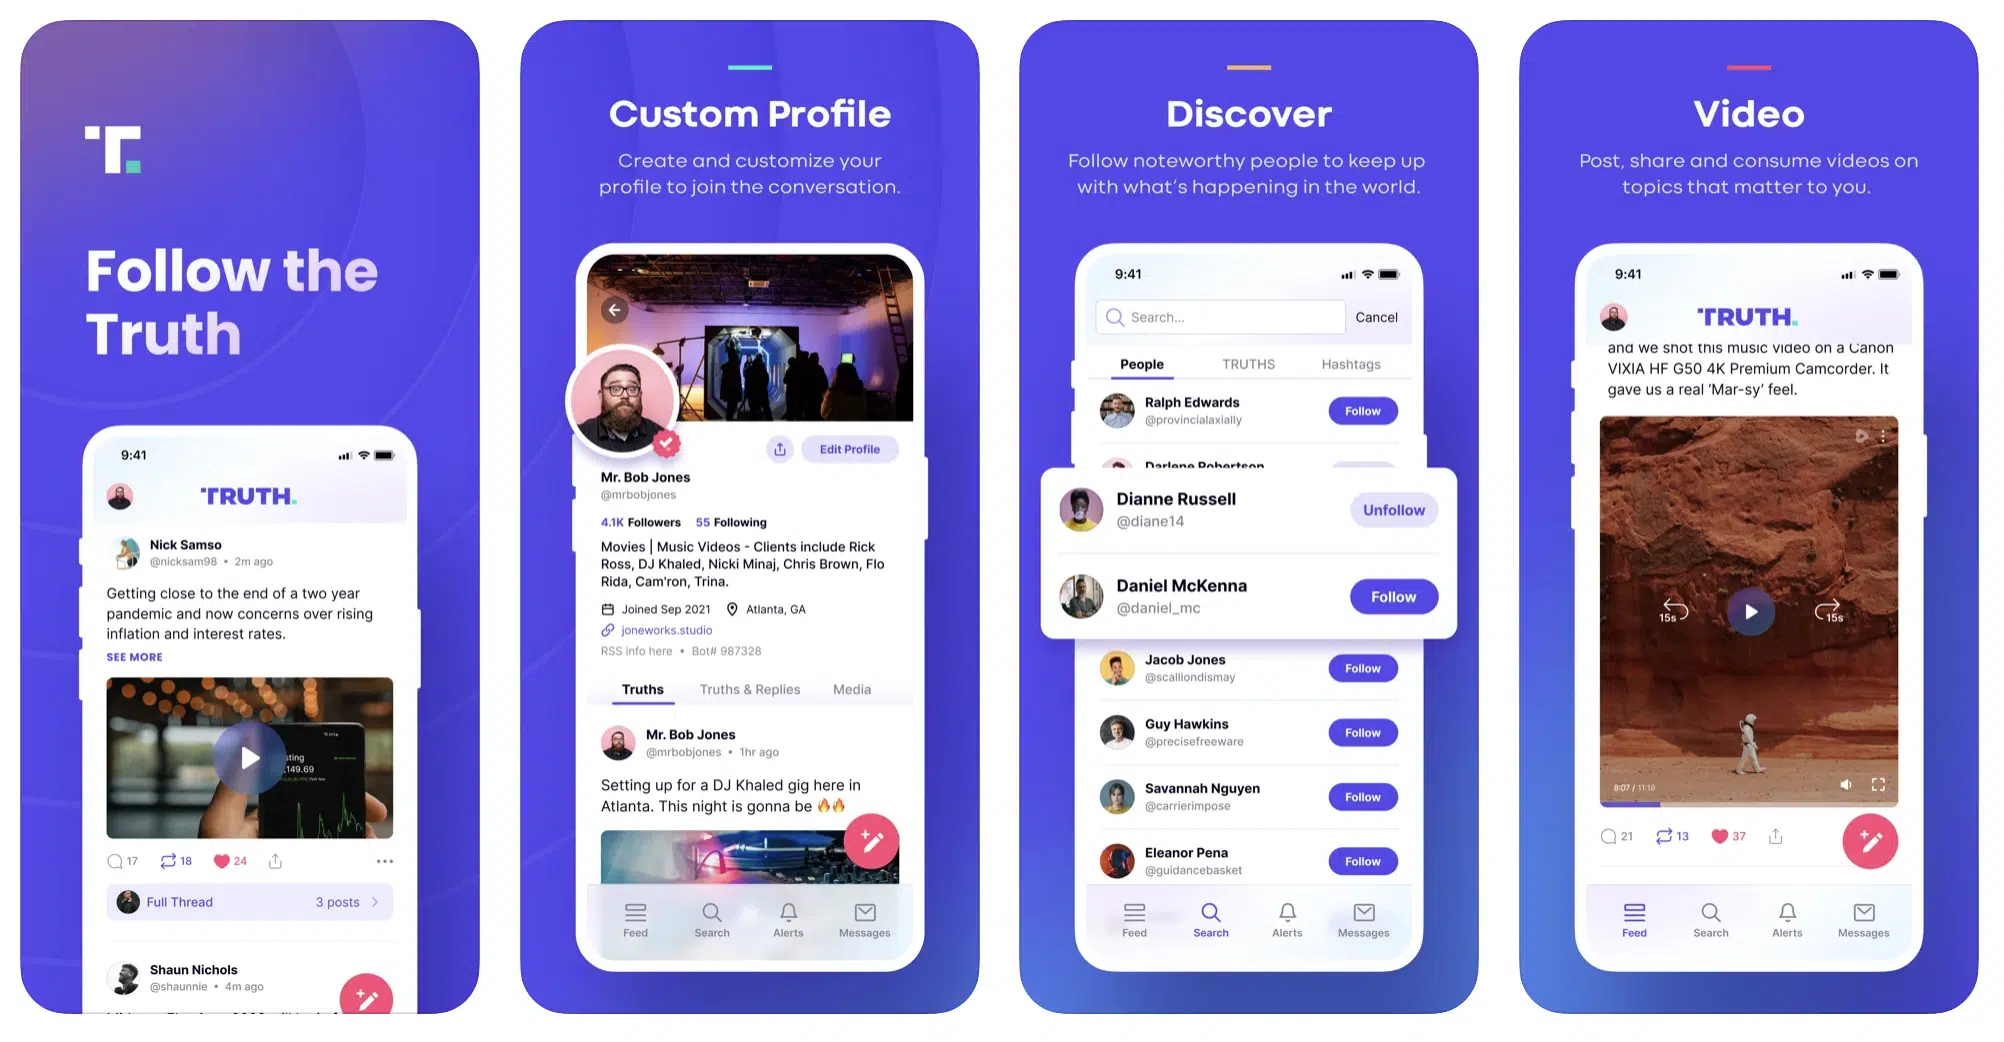 Follow the
Truth
9:41
TRUTH.
Nick Samso
@nicksam98 • 2m ago
Getting close to the end of a two year
pandemic and now concerns over rising
inflation and interest rates.
SEE MORE
149.69
17 18 24
Full Thread 3 posts
Shaun Nichols
@shaunnie • 4m ago
Custom Profile
Create and customize your
profile to join the conversation.
Edit Profile
Mr. Bob Jones
@mrbobjones
4.1K Followers 55 Following
Movies | Music Videos - Clients include Rick
Ross, DJ Khaled, Nicki Minaj, Chris Brown, Flo
Rida, Cam'ron, Trina.
Joined Sep 2021 Atlanta, GA
joneworks.studio
RSS info here • Bot# 987328
Truths Truths & Replies Media
Mr. Bob Jones
@mrbobjones • 1hr ago
Setting up for a DJ Khaled gig here in
Atlanta. This night is gonna be 🔥🔥
Feed Search Alerts Messages
Discover
Follow noteworthy people to keep up
with what's happening in the world.
9:41
Search... Cancel
People TRUTHS Hashtags
Ralph Edwards
@provincialaxially
Follow
Darlene Robertson
Dianne Russell
@diane14
Unfollow
Daniel McKenna
@daniel_mc
Follow
Jacob Jones
@scalliondismay
Follow
Guy Hawkins
@precisefreeware
Follow
Savannah Nguyen
@carrierimpose
Follow
Eleanor Pena
@guidancebasket
Follow
Feed Search Alerts Messages
Video
Post, share and consume videos on
topics that matter to you.
9:41
TRUTH.
and we shot this music video on a Canon
VIXIA HF G50 4K Premium Camcorder. It
gave us a real 'Mar-sy' feel.
15s 15s
8:07 / 11:19
21 13 37
Feed Search Alerts Messages